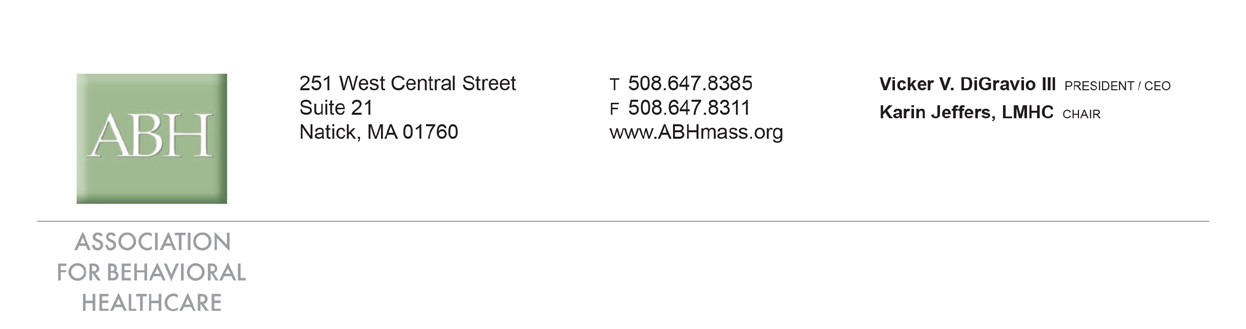 ABH
ASSOCIATION
FOR BEHAVIORAL
HEALTHCARE
251 West Central Street
Suite 21
Natick, MA 01760
T 508.647.8385
F 508.647.8311
www.ABHmass.org
Vicker V. DiGravio III PRESIDENT / CEO
Karin Jeffers, LMHC CHAIR